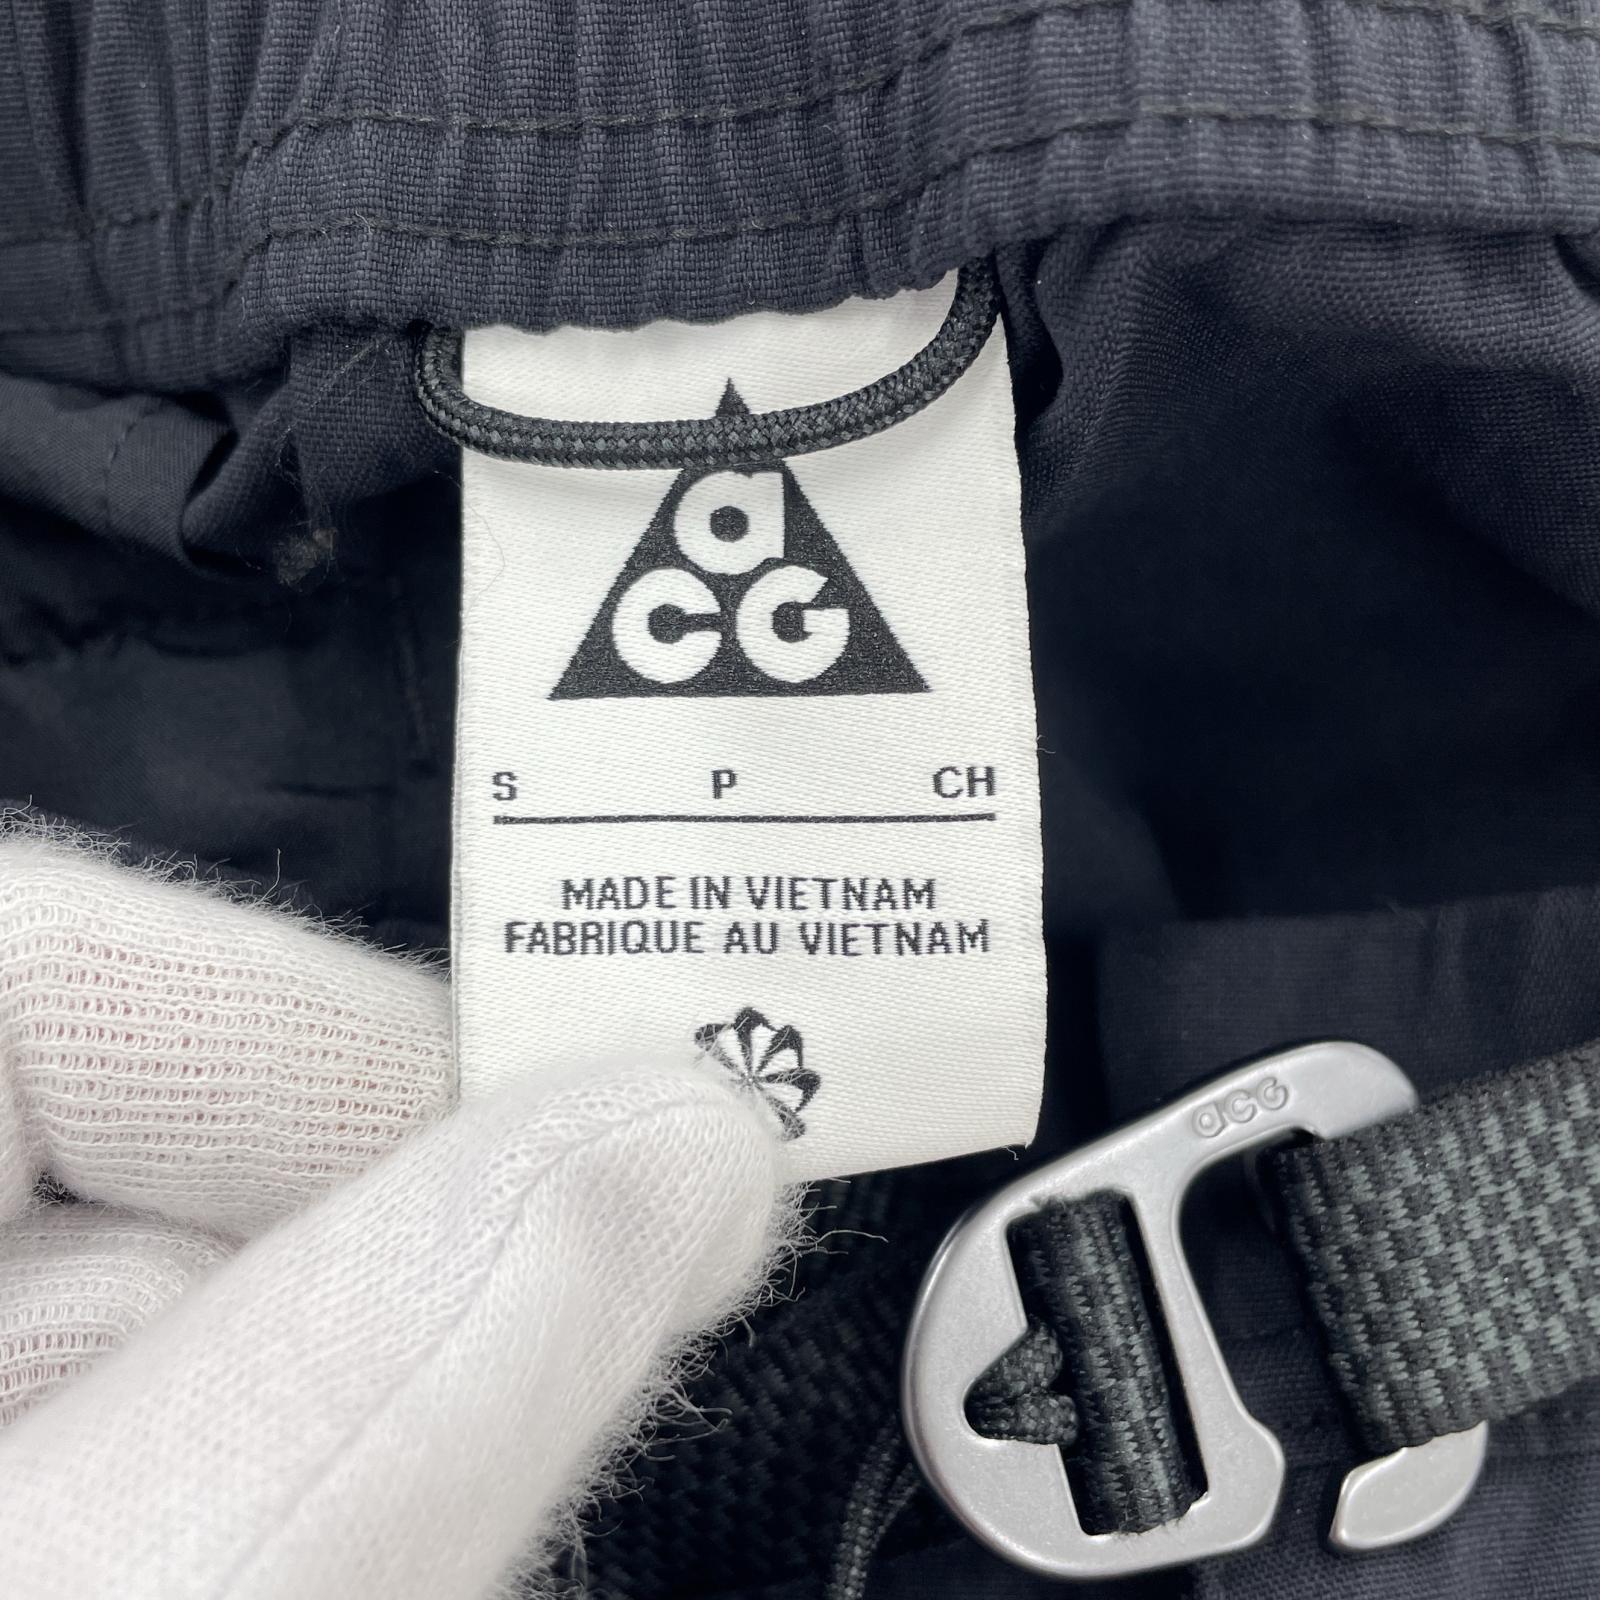 a
CG
S P CH
MADE IN VIETNAM
FABRIQUE AU VIETNAM
aCG